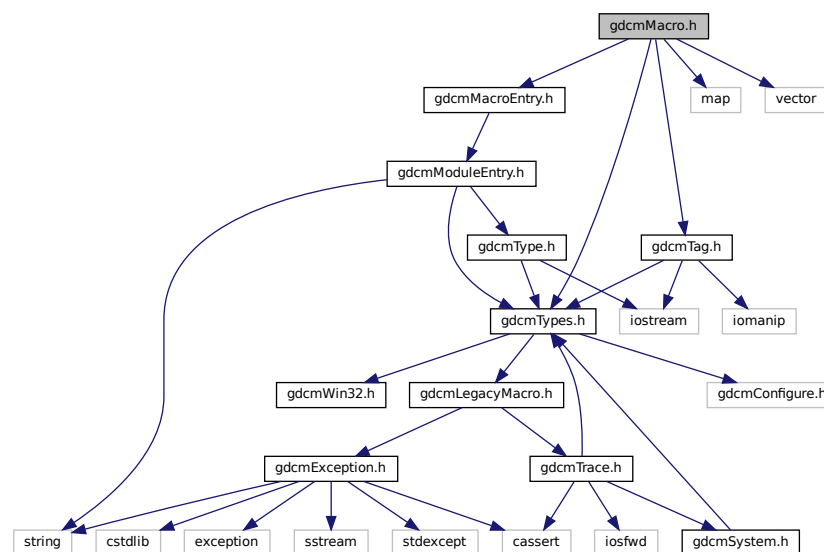 gdcmMacro.h
gdcmMacroEntry.h
map
vector
gdcmModuleEntry.h
gdcmType.h
gdcmTag.h
gdcmTypes.h
iostream
iomanip
gdcmWin32.h
gdcmLegacyMacro.h
gdcmConfigure.h
gdcmException.h
gdcmTrace.h
string
cstdlib
exception
sstream
stdexcept
cassert
iosfwd
gdcmSystem.h